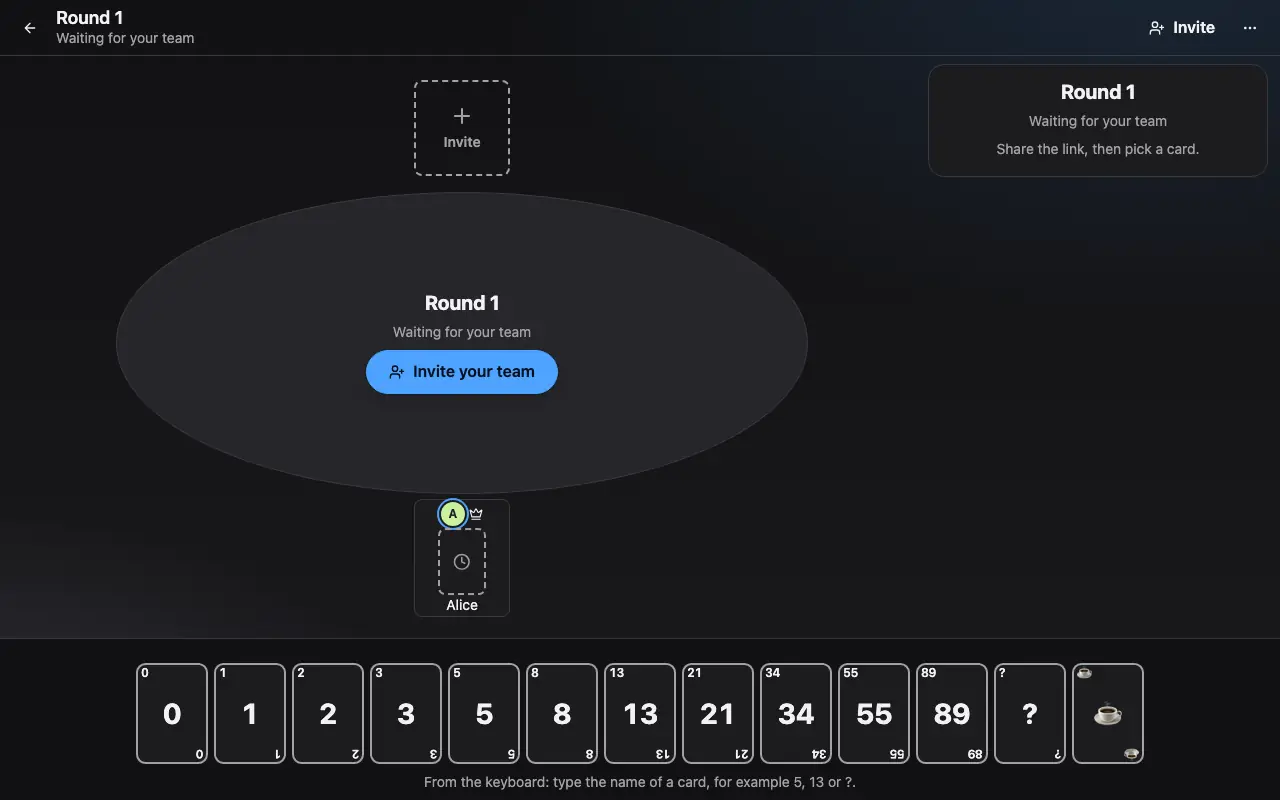 Round 1
Waiting for your team
Invite
Invite
Round 1
Waiting for your team
Share the link, then pick a card.
Round 1
Waiting for your team
Invite your team
A
Alice
0 0 0
1 1 1
2 2 2
3 3 3
5 5 5
8 8 8
13 13 13
21 21 21
34 34 34
55 55 55
89 89 89
? ? ?
From the keyboard: type the name of a card, for example 5, 13 or ?.